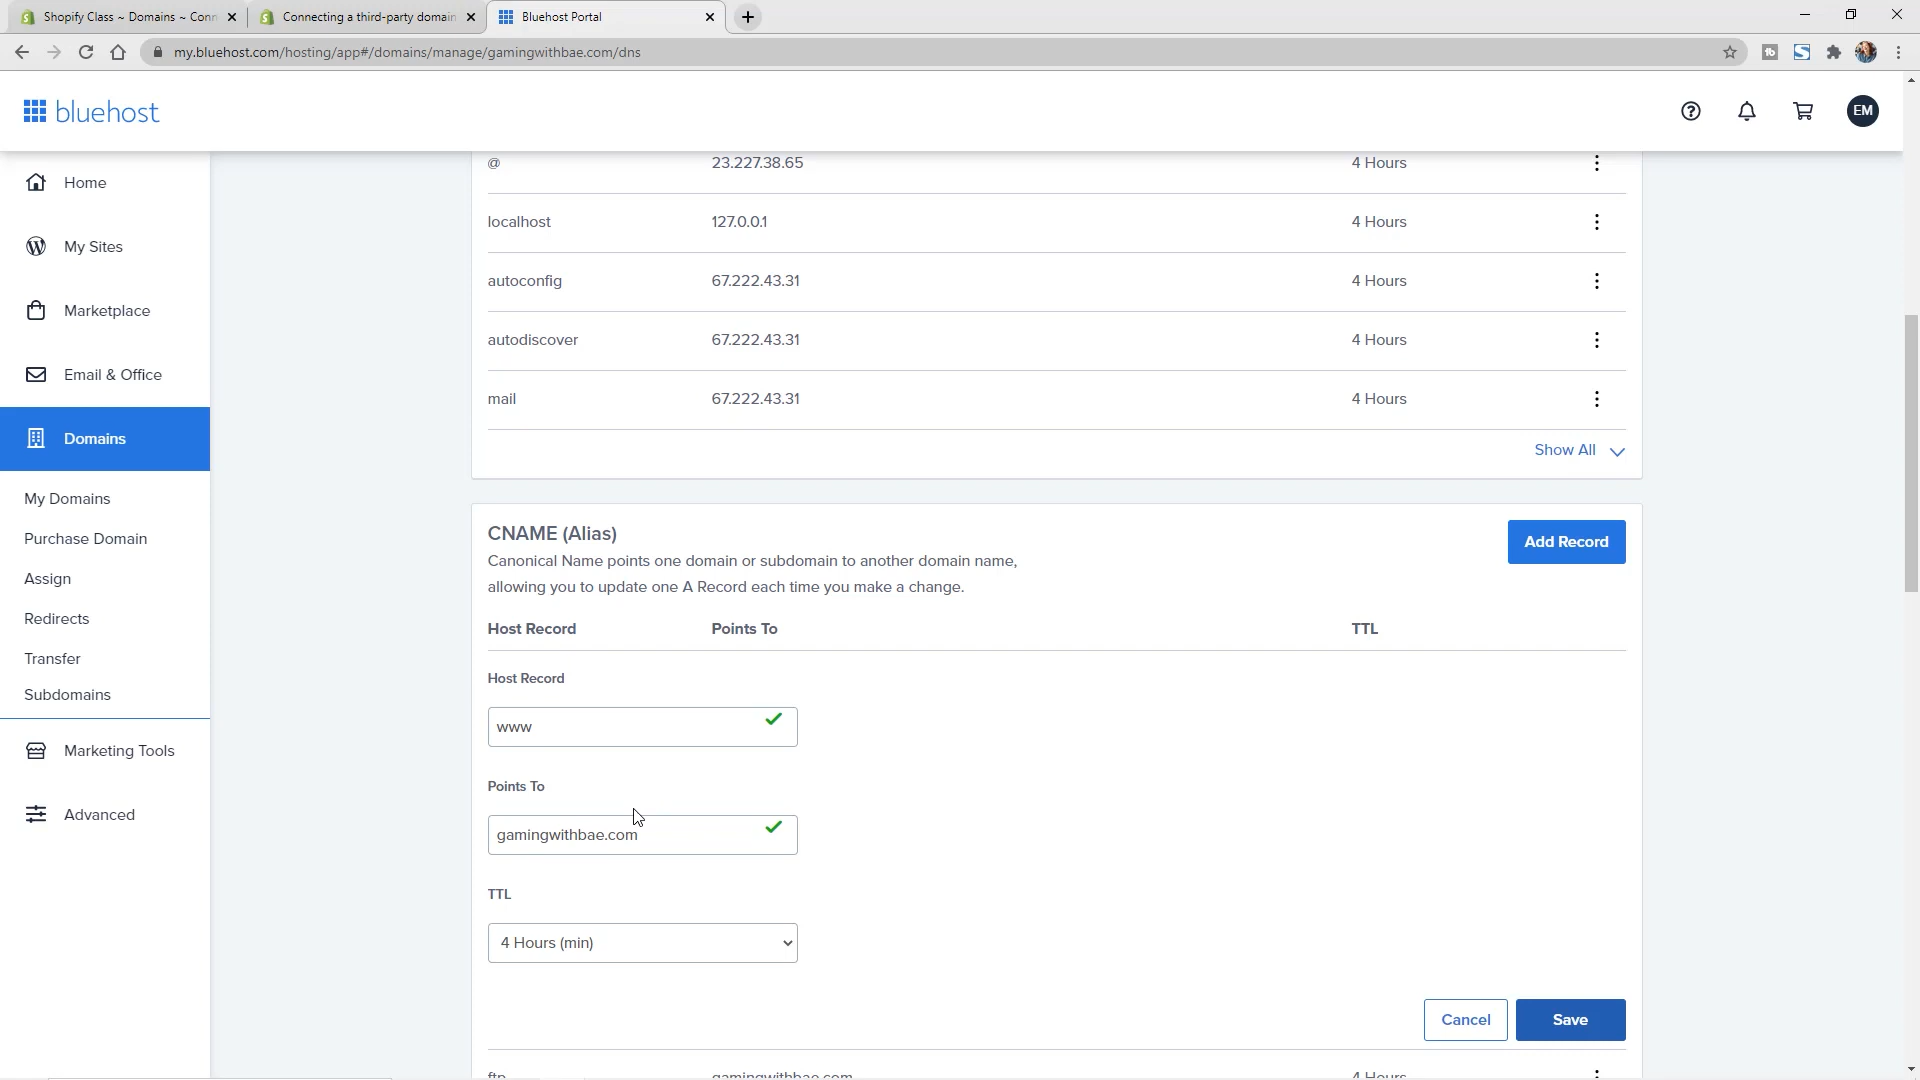 Shopify Class ~ Domains ~ Conn
Connecting a third-party domain
Bluehost Portal
my.bluehost.com/hosting/app#/domains/manage/gamingwithbae.com/dns
bluehost
EM
Home
My Sites
Marketplace
Email & Office
Domains
My Domains
Purchase Domain
Assign
Redirects
Transfer
Subdomains
Marketing Tools
Advanced
@ 23.227.38.65 4 Hours
localhost 127.0.0.1 4 Hours
autoconfig 67.222.43.31 4 Hours
autodiscover 67.222.43.31 4 Hours
mail 67.222.43.31 4 Hours
Show All
CNAME (Alias)
Add Record
Canonical Name points one domain or subdomain to another domain name,
allowing you to update one A Record each time you make a change.
Host Record Points To TTL
Host Record
www
Points To
gamingwithbae.com
TTL
4 Hours (min)
Cancel Save
ftp gamingwithbae.com 4 Hours